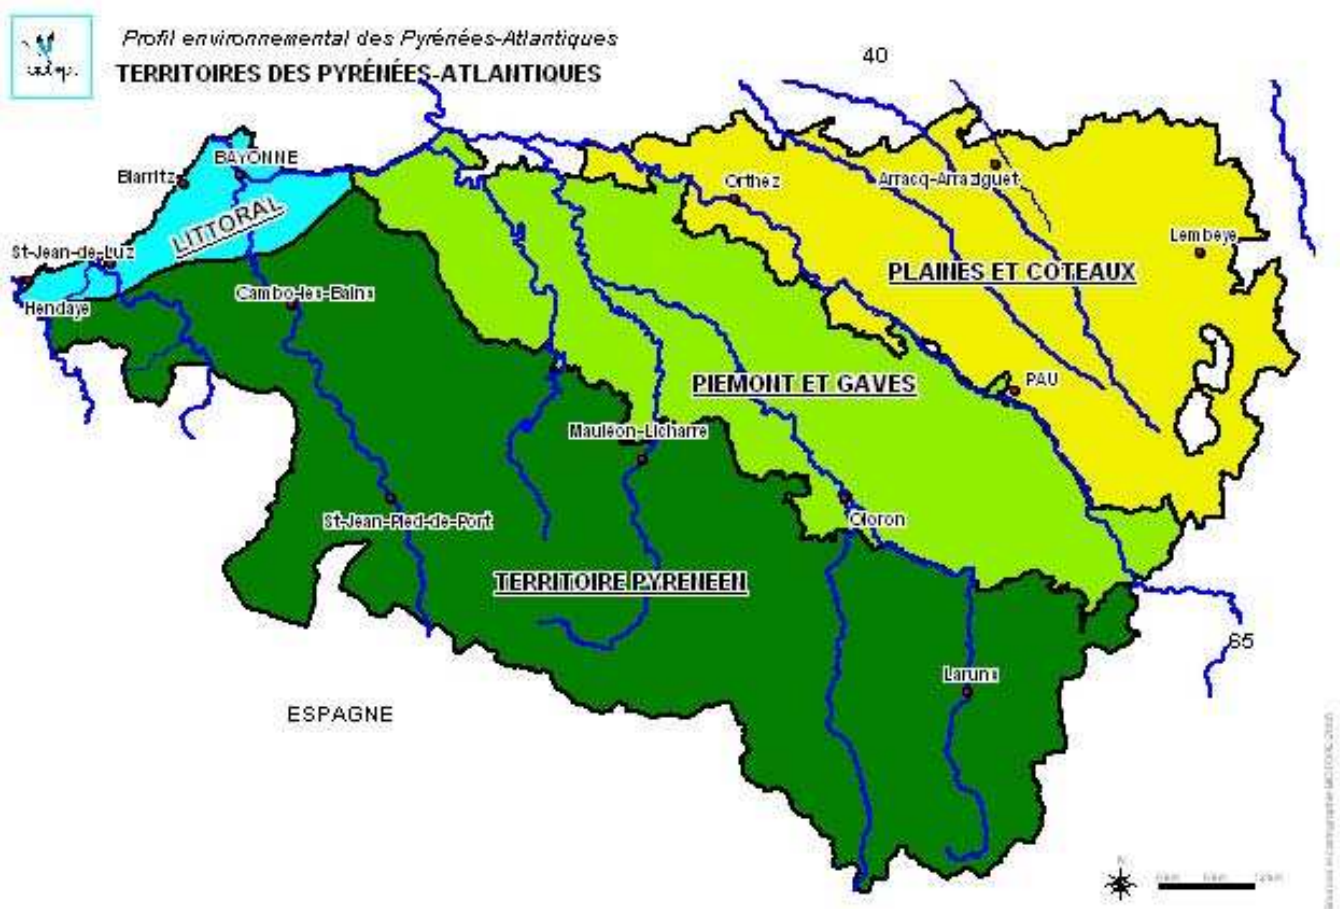 Profil environnemental des Pyrénées-Atlantiques
TERRITOIRES DES PYRÉNÉES-ATLANTIQUES
40
BAYONNE
Biarritz
Orthez
Arracq-Arraziguet
LITTORAL
Lembeye
St-Jean-de-Luz
PLAINES ET COTEAUX
Cambo-les-Bains
Hendaye
PIEMONT ET GAVES
PAU
Mauléon-Licharre
St-Jean-Pied-de-Port
Oloron
TERRITOIRE PYRENEEN
65
Laruns
ESPAGNE
N